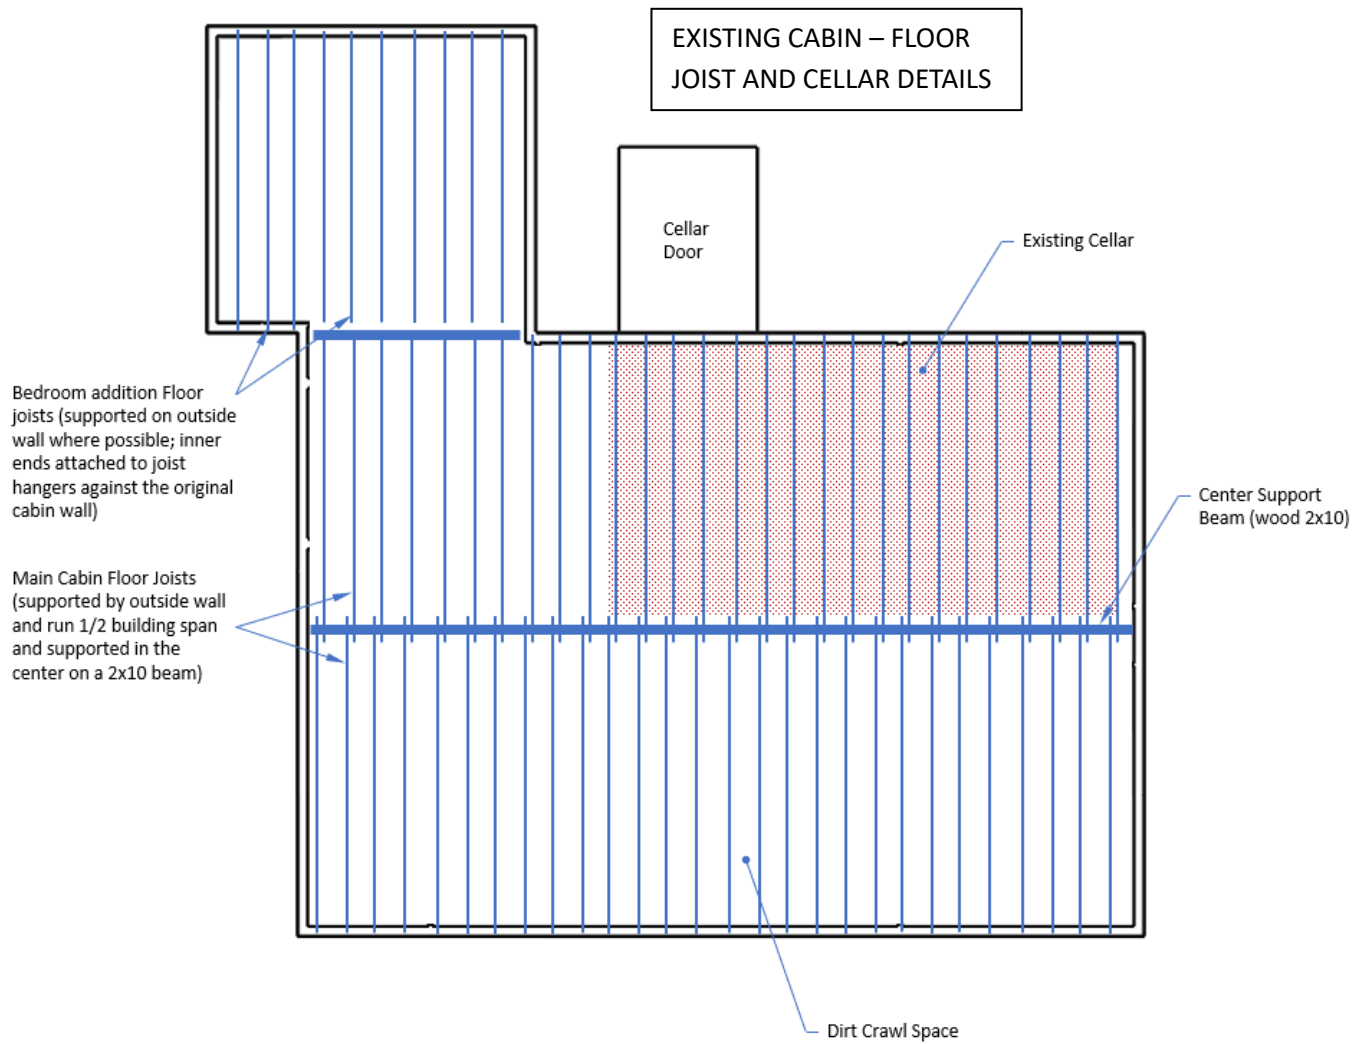 EXISTING CABIN – FLOOR
JOIST AND CELLAR DETAILS
Cellar
Door
Existing Cellar
Bedroom addition Floor
joists (supported on outside
wall where possible; inner
ends attached to joist
hangers against the original
cabin wall)
Center Support
Beam (wood 2x10)
Main Cabin Floor Joists
(supported by outside wall
and run 1/2 building span
and supported in the
center on a 2x10 beam)
Dirt Crawl Space